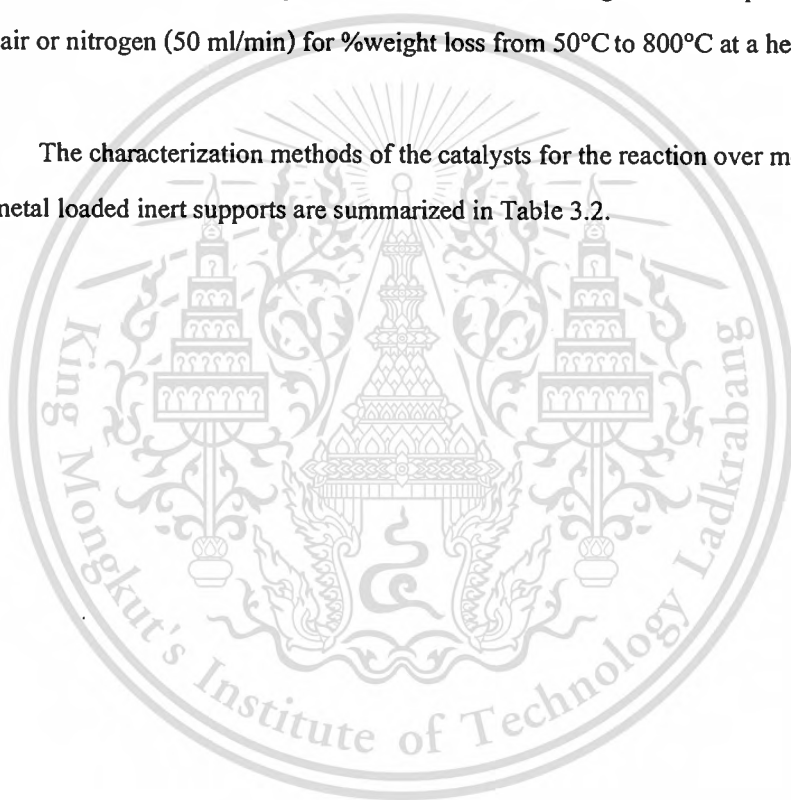 air or nitrogen (50 ml/min) for %weight loss from 50°C to 800°C at a he
The characterization methods of the catalysts for the reaction over m
metal loaded inert supports are summarized in Table 3.2.
King Mongkut's Institute of Technology Ladkrabang